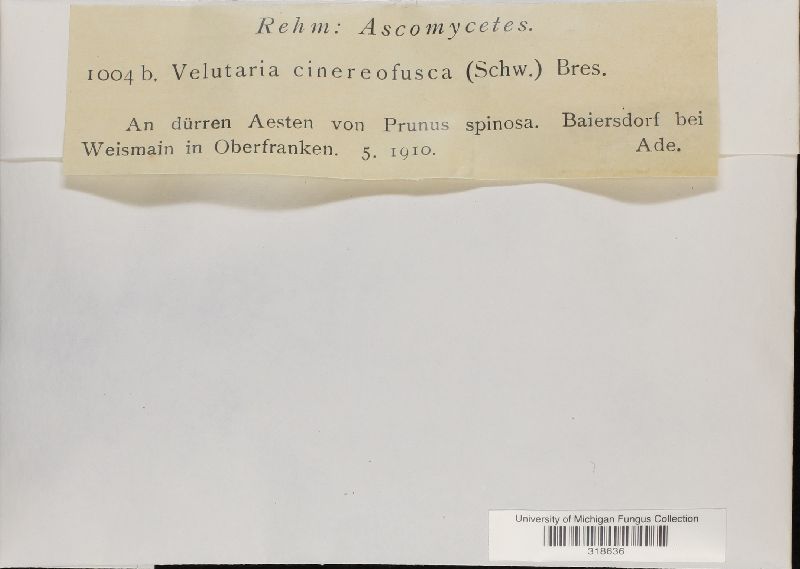 Rehm: Ascomycetes.
1004 b. Velutaria cinereofusca (Schw.) Bres.
An dürren Aesten von Prunus spinosa. Baiersdorf bei
Weismain in Oberfranken. 5. 1910. Ade.
University of Michigan Fungus Collection
318636